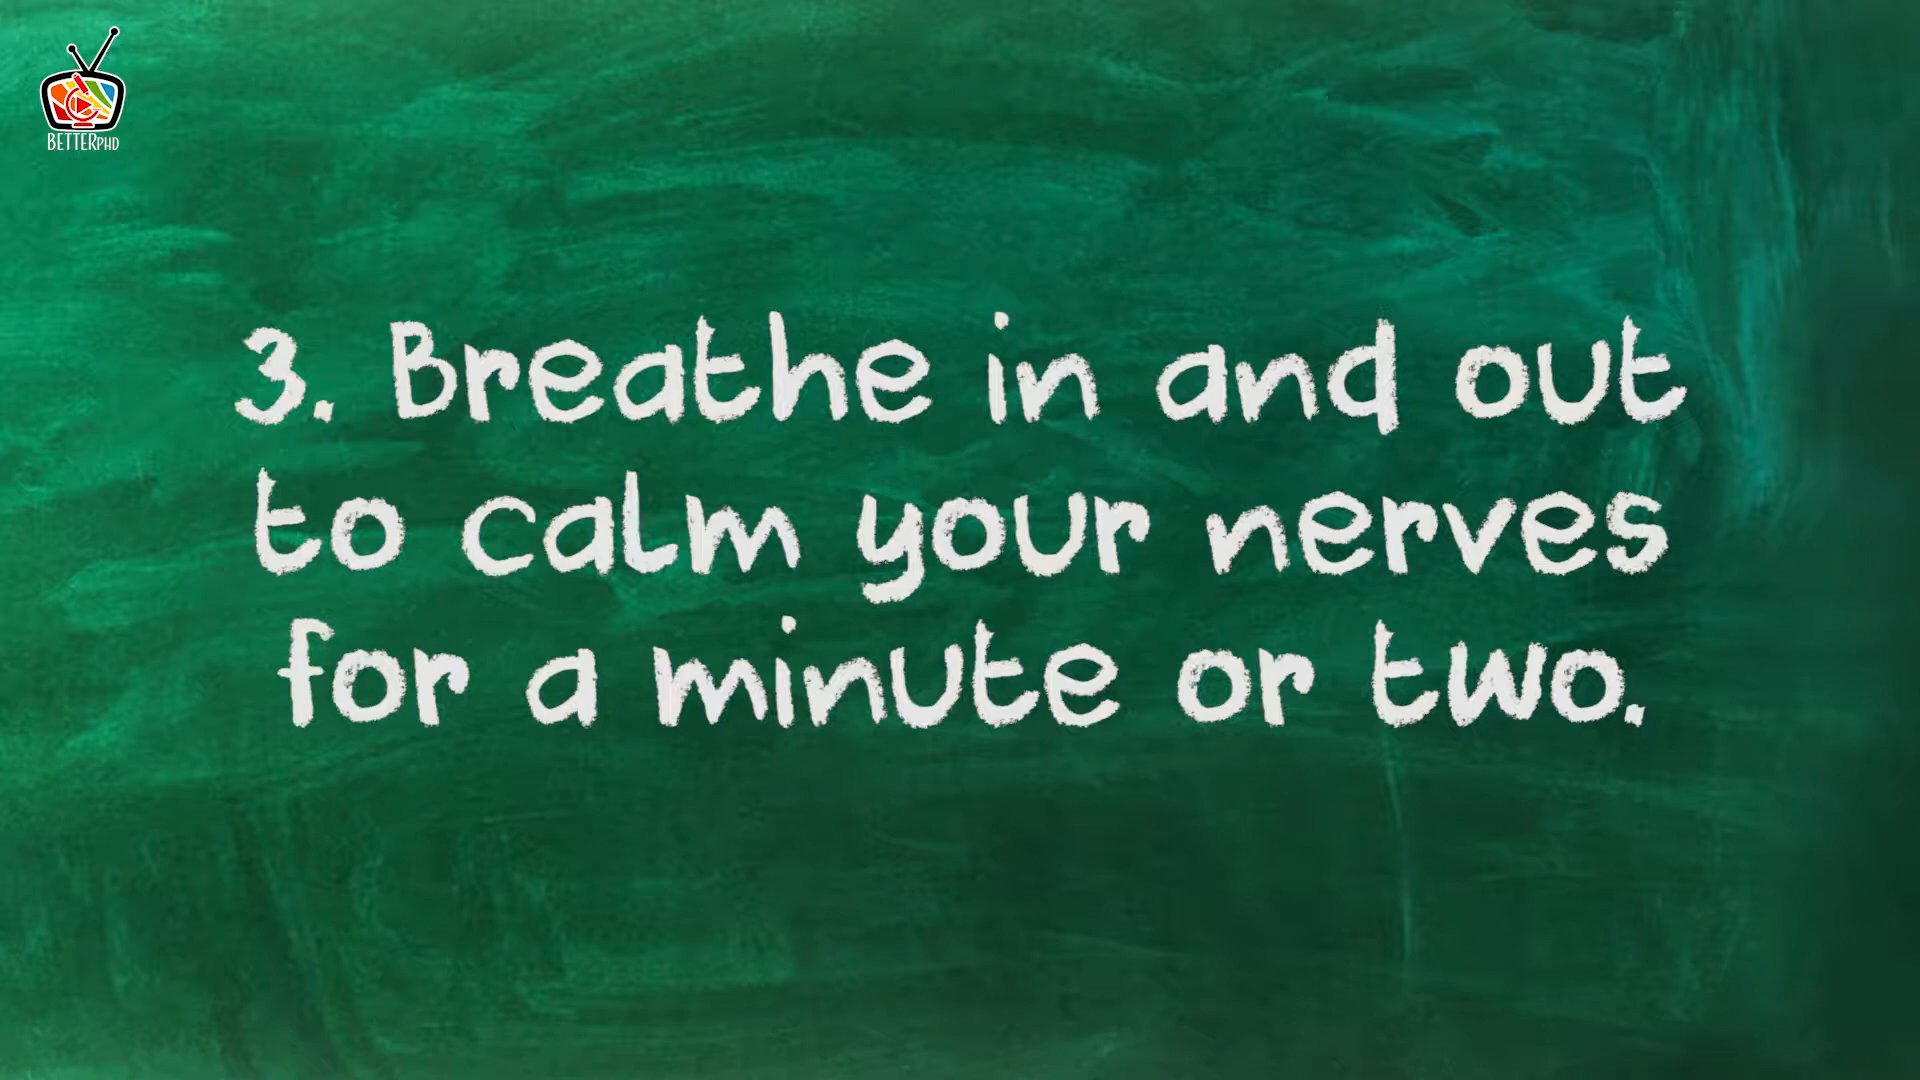 BETTERPHD
3. Breathe in and out
to calm your nerves
for a minute or two.